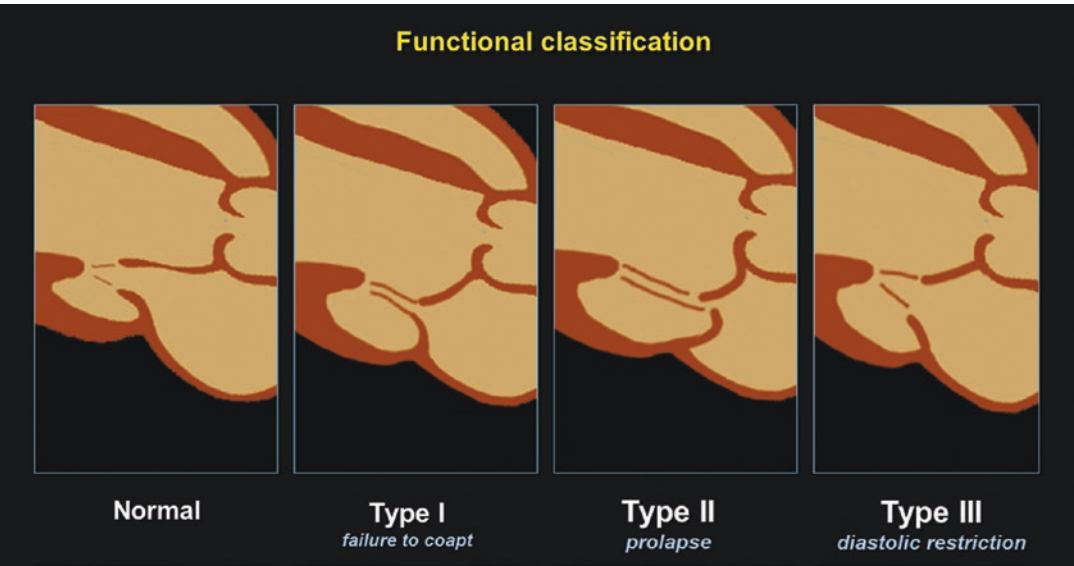 Functional classification
Normal
Type I
failure to coapt
Type II
prolapse
Type III
diastolic restriction